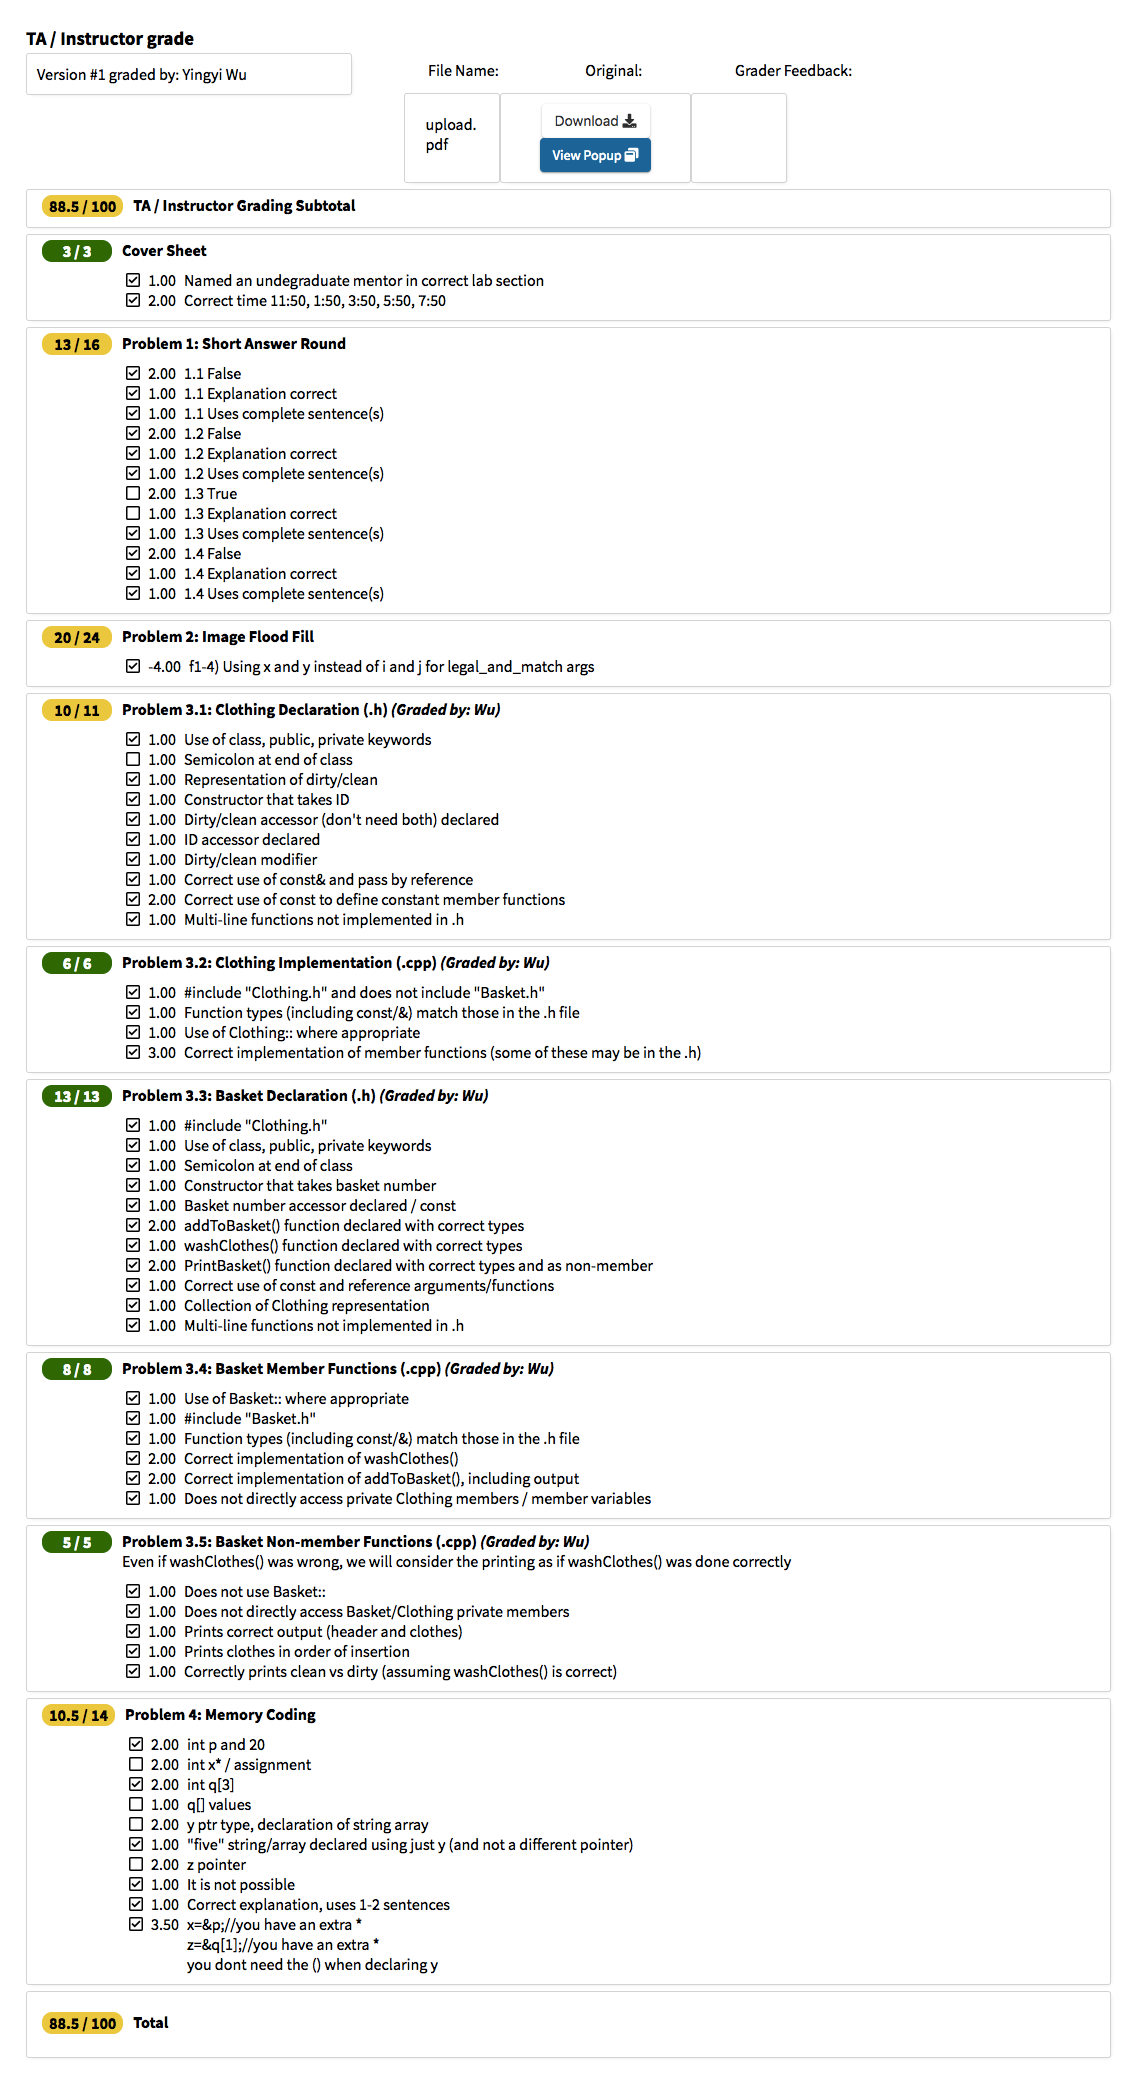 TA / Instructor grade
Version #1 graded by: Yingyi Wu
File Name: Original: Grader Feedback:
upload.
pdf
Download
View Popup
88.5 / 100 TA / Instructor Grading Subtotal
3 / 3 Cover Sheet
1.00 Named an undegraduate mentor in correct lab section
2.00 Correct time 11:50, 1:50, 3:50, 5:50, 7:50
13 / 16 Problem 1: Short Answer Round
2.00 1.1 False
1.00 1.1 Explanation correct
1.00 1.1 Uses complete sentence(s)
2.00 1.2 False
1.00 1.2 Explanation correct
1.00 1.2 Uses complete sentence(s)
2.00 1.3 True
1.00 1.3 Explanation correct
1.00 1.3 Uses complete sentence(s)
2.00 1.4 False
1.00 1.4 Explanation correct
1.00 1.4 Uses complete sentence(s)
20 / 24 Problem 2: Image Flood Fill
-4.00 f1-4) Using x and y instead of i and j for legal_and_match args
10 / 11 Problem 3.1: Clothing Declaration (.h) (Graded by: Wu)
1.00 Use of class, public, private keywords
1.00 Semicolon at end of class
1.00 Representation of dirty/clean
1.00 Constructor that takes ID
1.00 Dirty/clean accessor (don't need both) declared
1.00 ID accessor declared
1.00 Dirty/clean modifier
1.00 Correct use of const& and pass by reference
2.00 Correct use of const to define constant member functions
1.00 Multi-line functions not implemented in .h
6 / 6 Problem 3.2: Clothing Implementation (.cpp) (Graded by: Wu)
1.00 #include "Clothing.h" and does not include "Basket.h"
1.00 Function types (including const/&) match those in the .h file
1.00 Use of Clothing:: where appropriate
3.00 Correct implementation of member functions (some of these may be in the .h)
13 / 13 Problem 3.3: Basket Declaration (.h) (Graded by: Wu)
1.00 #include "Clothing.h"
1.00 Use of class, public, private keywords
1.00 Semicolon at end of class
1.00 Constructor that takes basket number
1.00 Basket number accessor declared / const
2.00 addToBasket() function declared with correct types
1.00 washClothes() function declared with correct types
2.00 PrintBasket() function declared with correct types and as non-member
1.00 Correct use of const and reference arguments/functions
1.00 Collection of Clothing representation
1.00 Multi-line functions not implemented in .h
8 / 8 Problem 3.4: Basket Member Functions (.cpp) (Graded by: Wu)
1.00 Use of Basket:: where appropriate
1.00 #include "Basket.h"
1.00 Function types (including const/&) match those in the .h file
2.00 Correct implementation of washClothes()
2.00 Correct implementation of addToBasket(), including output
1.00 Does not directly access private Clothing members / member variables
5 / 5 Problem 3.5: Basket Non-member Functions (.cpp) (Graded by: Wu)
Even if washClothes() was wrong, we will consider the printing as if washClothes() was done correctly
1.00 Does not use Basket::
1.00 Does not directly access Basket/Clothing private members
1.00 Prints correct output (header and clothes)
1.00 Prints clothes in order of insertion
1.00 Correctly prints clean vs dirty (assuming washClothes() is correct)
10.5 / 14 Problem 4: Memory Coding
2.00 int p and 20
2.00 int x* / assignment
2.00 int q[3]
1.00 q[] values
2.00 y ptr type, declaration of string array
1.00 "five" string/array declared using just y (and not a different pointer)
2.00 z pointer
1.00 It is not possible
1.00 Correct explanation, uses 1-2 sentences
3.50 x=&p;//you have an extra *
z=&q[1];//you have an extra *
you dont need the () when declaring y
88.5 / 100 Total